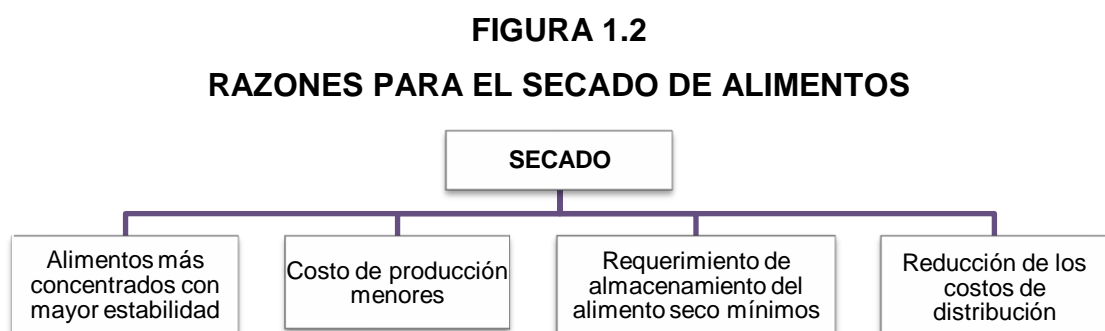 FIGURA 1.2
RAZONES PARA EL SECADO DE ALIMENTOS
SECADO
Alimentos más
concentrados con
mayor estabilidad
Costo de producción
menores
Requerimiento de
almacenamiento del
alimento seco mínimos
Reducción de los
costos de
distribución